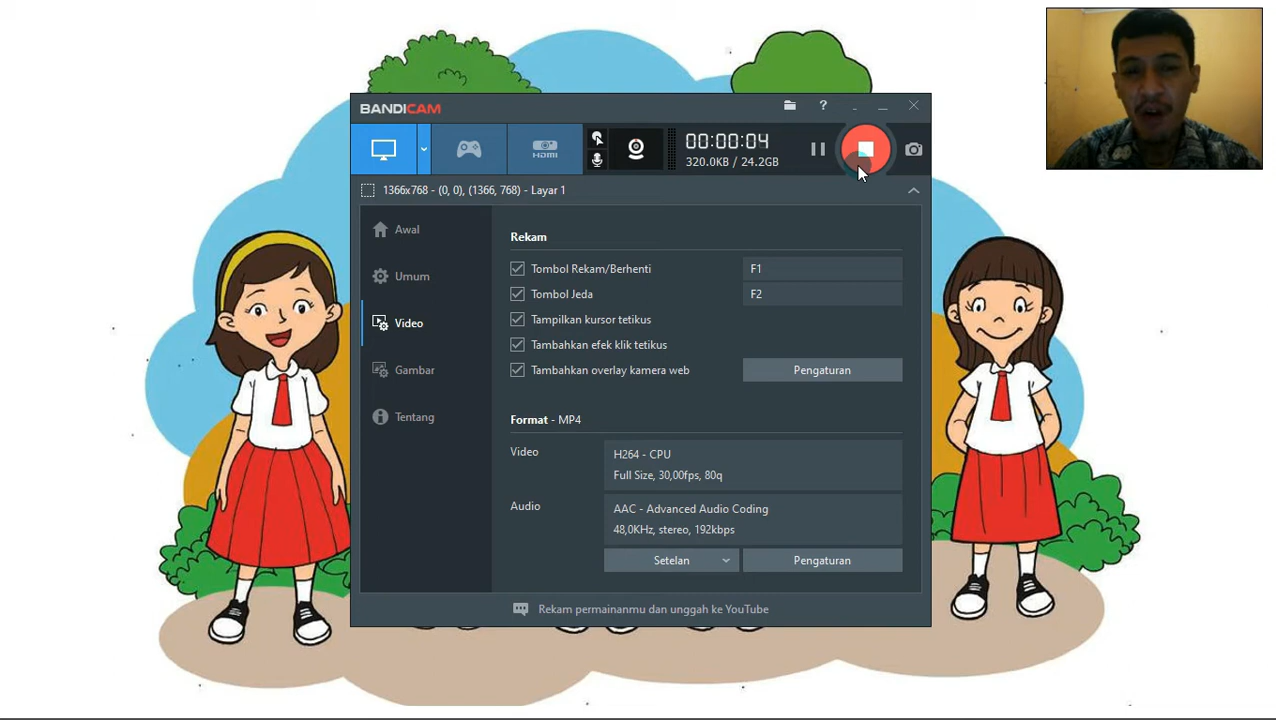 BANDICAM
?
HDMI
00:00:04
320.0KB / 24.2GB
1366x768 - (0, 0), (1366, 768) - Layar 1
Awal
Umum
Video
Gambar
Tentang
Rekam
Tombol Rekam/Berhenti F1
Tombol Jeda F2
Tampilkan kursor tetikus
Tambahkan efek klik tetikus
Tambahkan overlay kamera web Pengaturan
Format - MP4
Video H264 - CPU
Full Size, 30,00fps, 80q
Audio AAC - Advanced Audio Coding
48,0KHz, stereo, 192kbps
Setelan Pengaturan
Rekam permainanmu dan unggah ke YouTube